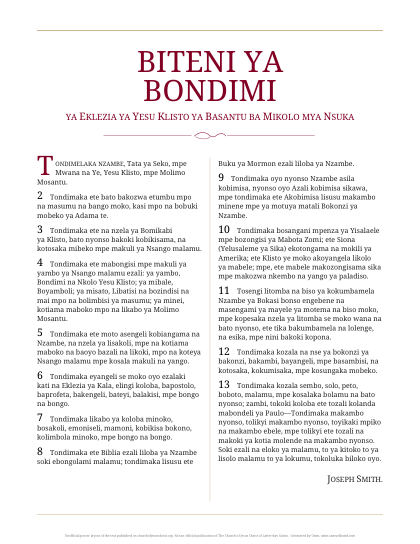 BITENI YA
BONDIMI
YA EKLEZIA YA YESU KLISTO YA BASANTU BA MIKOLO MYA NSUKA
TONDIMELAKA NZAMBE, Tata ya Seko, mpe
Mwana na Ye, Yesu Klisto, mpe Molimo
Mosantu.
2 Tondimaka ete bato bakozwa etumbu mpo
na masumu na bango moko, kasi mpo na bobuki
mobeko ya Adama te.
3 Tondimaka ete na nzela ya Bomikabi
ya Klisto, bato nyonso bakoki kobikisama, na
kotosaka mibeko mpe makuli ya Nsango malamu.
4 Tondimaka ete mabongisi mpe makuli ya
yambo ya Nsango malamu ezali: ya yambo,
Bondimi na Nkolo Yesu Klisto; ya mibale,
Boyamboli; ya misato, Libatisi na bozindisi na
mai mpo na bolimbisi ya masumu; ya minei,
kotiama maboko mpo na likabo ya Molimo
Mosantu.
5 Tondimaka ete moto asengeli kobiangama na
Nzambe, na nzela ya lisakoli, mpe na kotiama
maboko na baoyo bazali na likoki, mpo na koteya
Nsango malamu mpe kosala makuli na yango.
6 Tondimaka eyangeli se moko oyo ezalaki
kati na Eklezia ya Kala, elingi koloba, bapostolo,
baprofeta, bakengeli, bateyi, balakisi, mpe bongo
na bongo.
7 Tondimaka likabo ya koloba minoko,
bosakoli, emoniseli, mamoni, kobikisa bokono,
kolimbola minoko, mpe bongo na bongo.
8 Tondimaka ete Biblia ezali liloba ya Nzambe
soki ebongolami malamu; tondimaka lisusu ete
Buku ya Mormon ezali liloba ya Nzambe.
9 Tondimaka oyo nyonso Nzambe asila
kobimisa, nyonso oyo Azali kobimisa sikawa,
mpe tondimaka ete Akobimisa lisusu makambo
minene mpe ya motuya matali Bokonzi ya
Nzambe.
10 Tondimaka bosangani mpenza ya Yisalaele
mpe bozongisi ya Mabota Zomi; ete Siona
(Yelusaleme ya Sika) ekotongama na mokili ya
Amerika; ete Klisto ye moko akoyangela likolo
ya mabele; mpe, ete mabele makozongisama sika
mpe makozwa nkembo na yango ya paladiso.
11 Tosengi litomba na biso ya kokumbamela
Nzambe ya Bokasi bonso engebene na
masengami ya mayele ya motema na biso moko,
mpe kopesaka nzela ya litomba se moko wana na
bato nyonso, ete tika bakumbamela na lolenge,
na esika, mpe nini bakoki kopona.
12 Tondimaka kozala na nse ya bokonzi ya
bakonzi, bakambi, bayangeli, mpe basambisi, na
kotosaka, kokumisaka, mpe kosungaka mobeko.
13 Tondimaka kozala sembo, solo, peto,
boboto, malamu, mpe kosalaka bolamu na bato
nyonso; zambi, tokoki koloba ete tozali kolanda
mabondeli ya Paulo—Tondimaka makambo
nyonso, tolikyi makambo nyonso, toyikaki mpiko
na makambo ebele, mpe tolikyi ete tozali na
makoki ya kotia molende na makambo nyonso.
Soki ezali na eloko ya malamu, to ya kitoko to ya
lisolo malamu to ya lokumu, tokoluka biloko oyo.
JOSEPH SMITH.